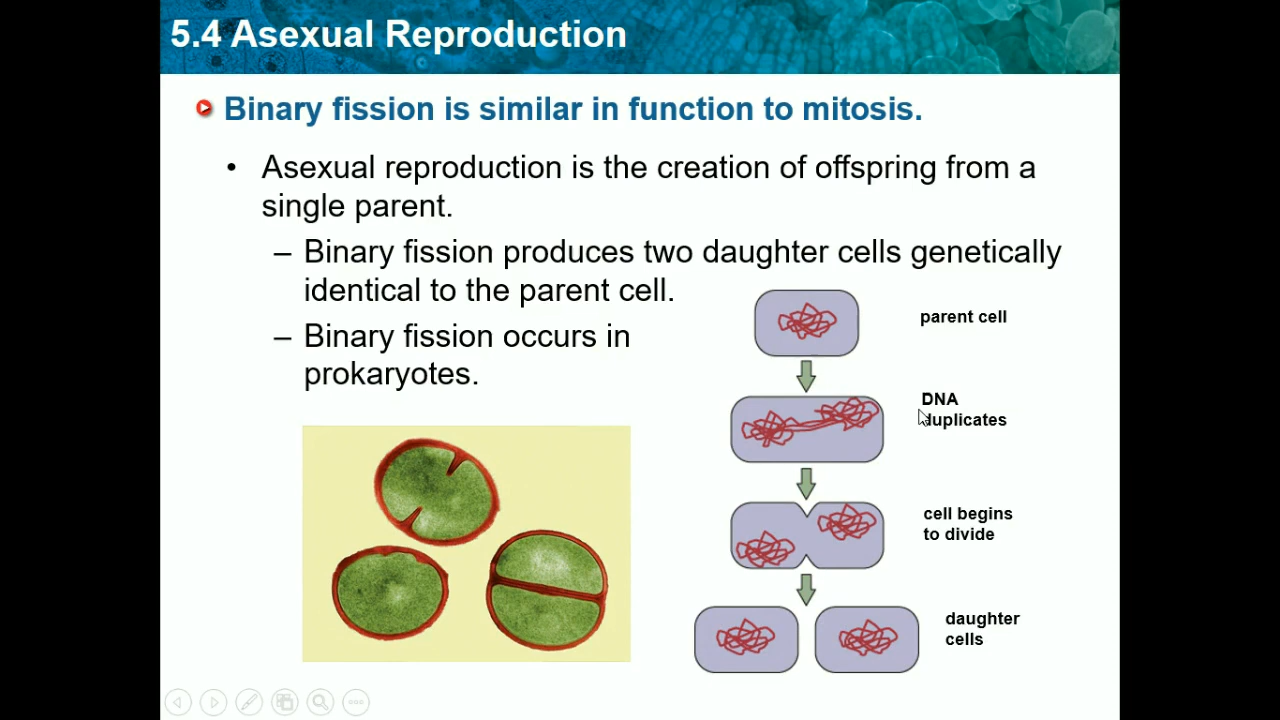 5.4 Asexual Reproduction
Binary fission is similar in function to mitosis.
• Asexual reproduction is the creation of offspring from a
single parent.
– Binary fission produces two daughter cells genetically
identical to the parent cell.
– Binary fission occurs in
prokaryotes.
parent cell
DNA
duplicates
cell begins
to divide
daughter
cells